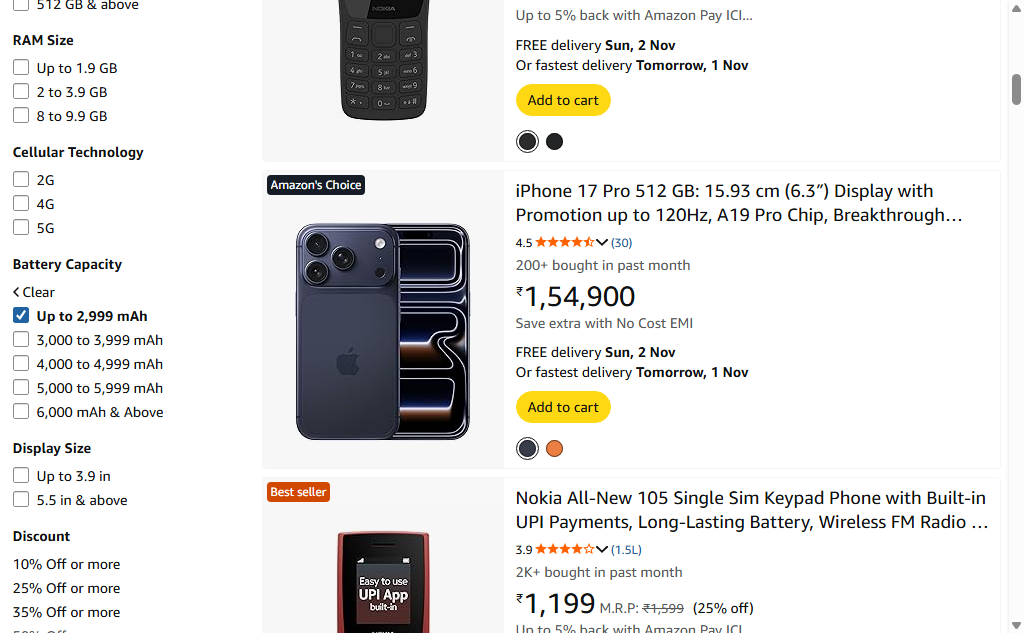 512 GB & above
RAM Size
Up to 1.9 GB
2 to 3.9 GB
8 to 9.9 GB
Cellular Technology
2G
4G
5G
Battery Capacity
Clear
Up to 2,999 mAh
3,000 to 3,999 mAh
4,000 to 4,999 mAh
5,000 to 5,999 mAh
6,000 mAh & Above
Display Size
Up to 3.9 in
5.5 in & above
Discount
10% Off or more
25% Off or more
35% Off or more
NOKIA
Up to 5% back with Amazon Pay ICI...
FREE delivery Sun, 2 Nov
Or fastest delivery Tomorrow, 1 Nov
Add to cart
Amazon's Choice
iPhone 17 Pro 512 GB: 15.93 cm (6.3″) Display with
Promotion up to 120Hz, A19 Pro Chip, Breakthrough…
4.5 (30)
200+ bought in past month
₹1,54,900
Save extra with No Cost EMI
FREE delivery Sun, 2 Nov
Or fastest delivery Tomorrow, 1 Nov
Add to cart
Best seller
Easy to use
UPI App
built-in
NOKIA
Nokia All-New 105 Single Sim Keypad Phone with Built-in
UPI Payments, Long-Lasting Battery, Wireless FM Radio …
3.9 (1.5L)
2K+ bought in past month
₹1,199 M.R.P: ₹1,599 (25% off)
Up to 5% back with Amazon Pay ICI